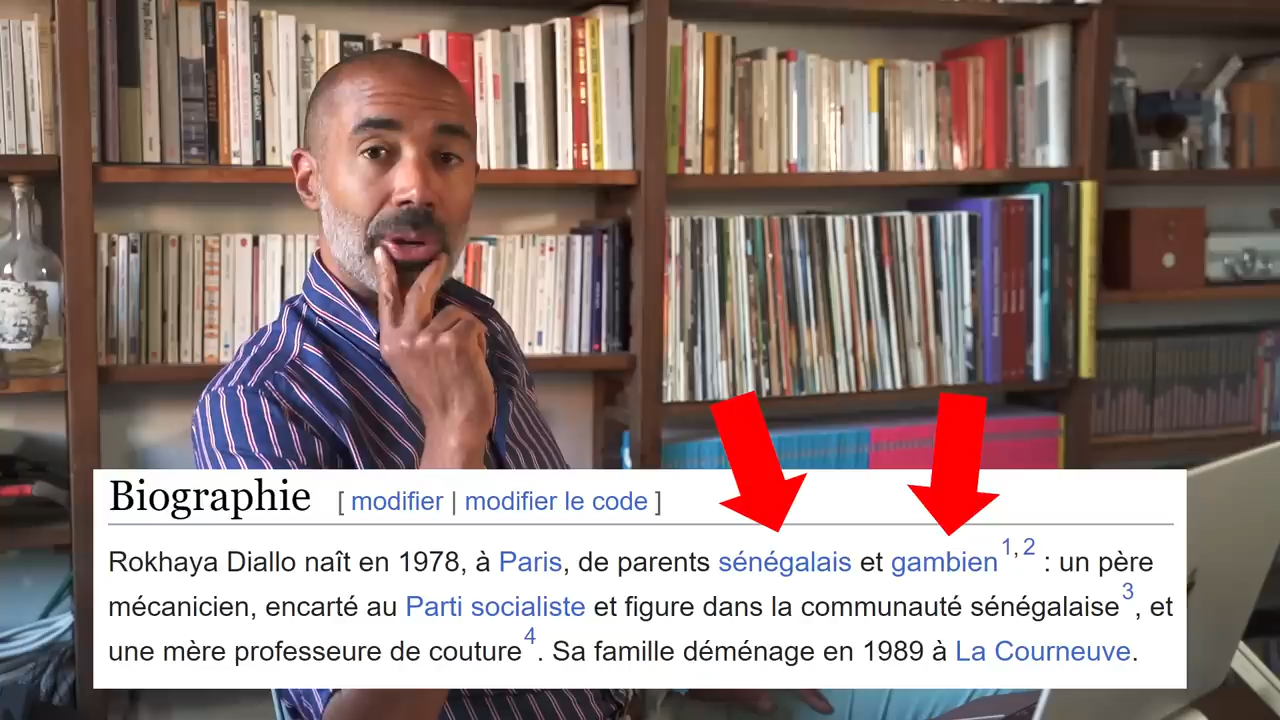 Biographie [ modifier | modifier le code ]
Rokhaya Diallo naît en 1978, à Paris, de parents sénégalais et gambien1, 2 : un père
mécanicien, encarté au Parti socialiste et figure dans la communauté sénégalaise3, et
une mère professeure de couture4. Sa famille déménage en 1989 à La Courneuve.